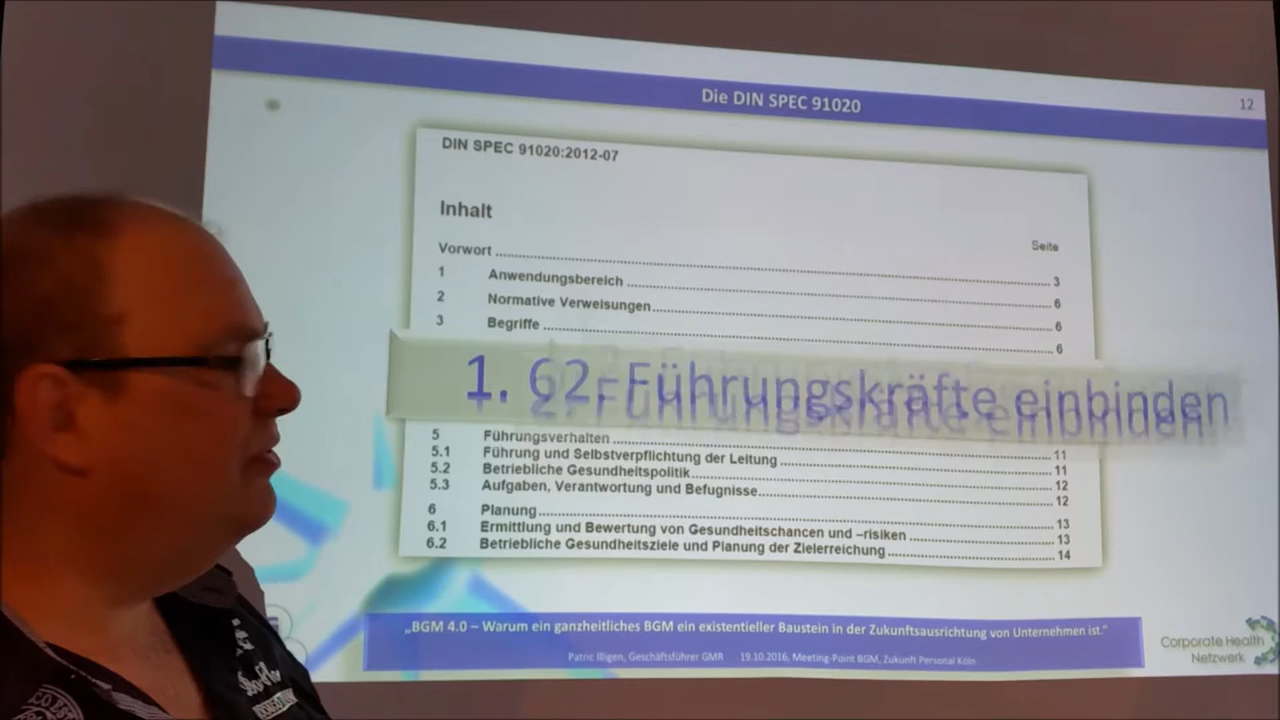 Die DIN SPEC 91020
12
DIN SPEC 91020:2012-07
Inhalt
Seite
Vorwort ... 3
1 Anwendungsbereich ... 6
2 Normative Verweisungen ... 6
3 Begriffe ... 6
Führungskräfte einbinden
5 Führungsverhalten ... 11
5.1 Führung und Selbstverpflichtung der Leitung ... 11
5.2 Betriebliche Gesundheitspolitik ... 12
5.3 Aufgaben, Verantwortung und Befugnisse ... 12
6 Planung ... 13
6.1 Ermittlung und Bewertung von Gesundheitschancen und –risiken ... 13
6.2 Betriebliche Gesundheitsziele und Planung der Zielerreichung ... 14
„BGM 4.0 – Warum ein ganzheitliches BGM ein existentieller Baustein in der Zukunftsausrichtung von Unternehmen ist.“
Patric Illigen, Geschäftsführer GMR 19.10.2016, Meeting-Point BGM, Zukunft Personal Köln
Corporate Health
Netzwerk